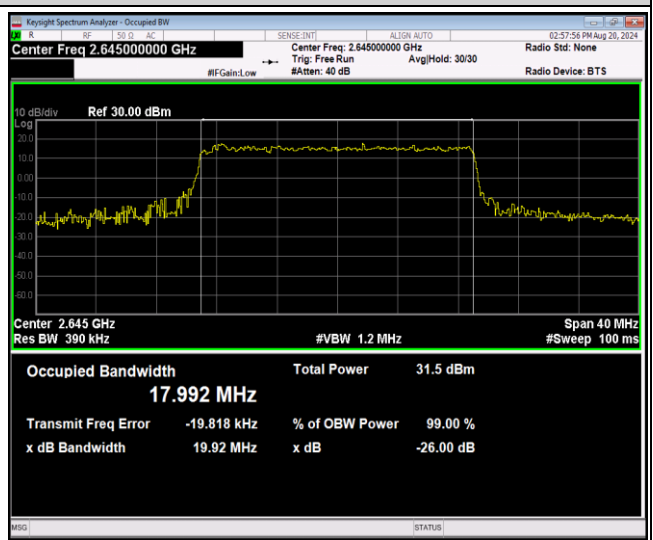 Keysight Spectrum Analyzer - Occupied BW
R RF 50 Ω AC SENSE:INT ALIGN AUTO 02:57:56 PM Aug 20, 2024
Center Freq 2.645000000 GHz Center Freq: 2.645000000 GHz Radio Std: None
Trig: Free Run Avg|Hold: 30/30
#IFGain:Low #Atten: 40 dB Radio Device: BTS
10 dB/div Ref 30.00 dBm
Log
20.0
10.0
0.00
-10.0
-20.0
-30.0
-40.0
-50.0
-60.0
Center 2.645 GHz Span 40 MHz
Res BW 390 kHz #VBW 1.2 MHz #Sweep 100 ms
Occupied Bandwidth Total Power 31.5 dBm
17.992 MHz
Transmit Freq Error -19.818 kHz % of OBW Power 99.00 %
x dB Bandwidth 19.92 MHz x dB -26.00 dB
MSG STATUS